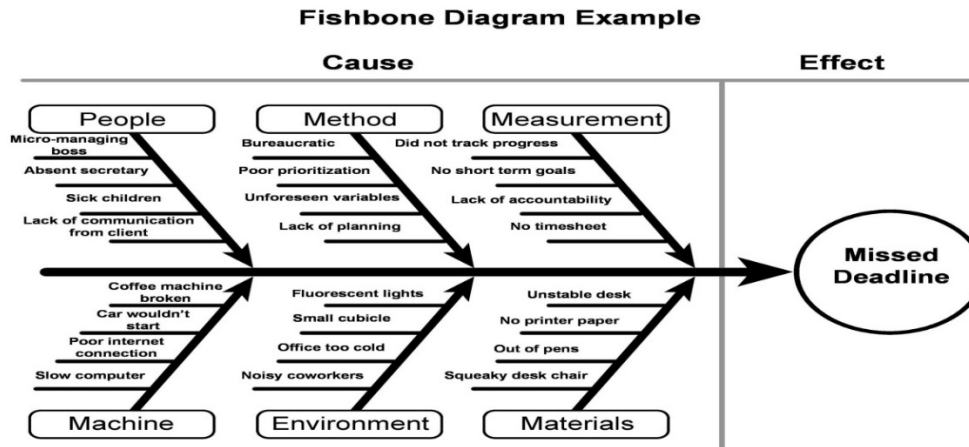 Fishbone Diagram Example
Cause
Effect
People
Method
Measurement
Micro-managing
boss
Absent secretary
Sick children
Lack of communication
from client
Bureaucratic
Poor prioritization
Unforeseen variables
Lack of planning
Did not track progress
No short term goals
Lack of accountability
No timesheet
Missed
Deadline
Coffee machine
broken
Car wouldn't
start
Poor internet
connection
Slow computer
Fluorescent lights
Small cubicle
Office too cold
Noisy coworkers
Unstable desk
No printer paper
Out of pens
Squeaky desk chair
Machine
Environment
Materials